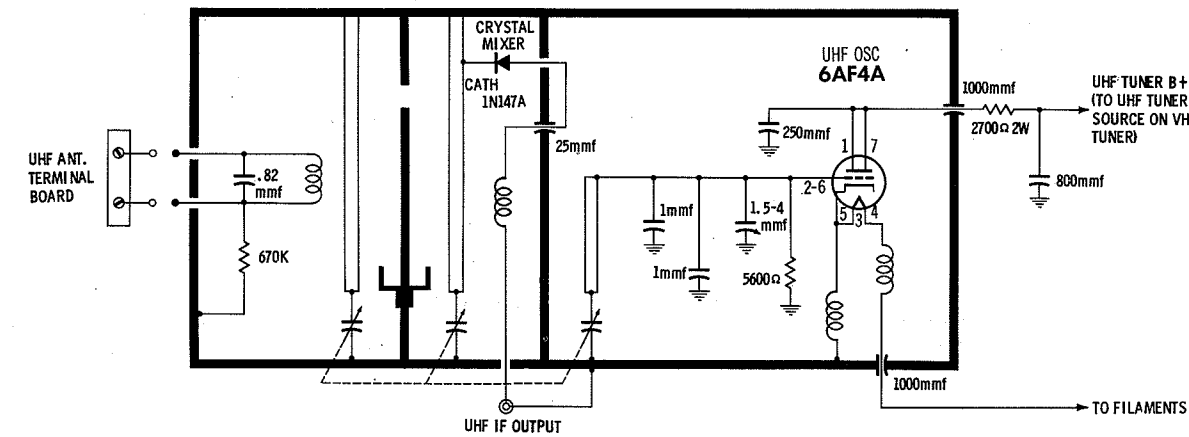 CRYSTAL
MIXER
CATH
1N147A
UHF OSC
6AF4A
1000mmf
2700Ω 2W
UHF TUNER B+
(TO UHF TUNER
SOURCE ON VH
TUNER)
800mmf
UHF ANT.
TERMINAL
BOARD
.82
mmf
670K
25mmf
250mmf
1 7
2-6
5 3 4
1mmf
1mmf
1.5-4
mmf
5600Ω
1000mmf
UHF IF OUTPUT
TO FILAMENTS